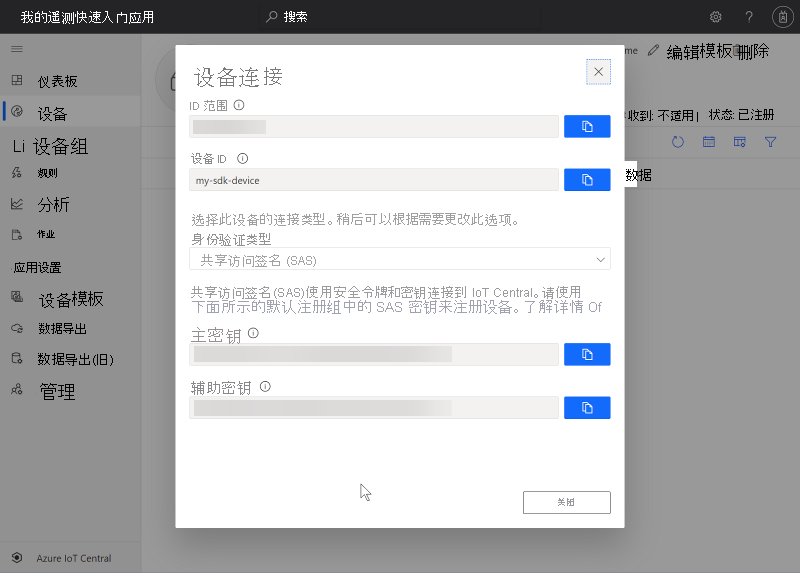 我的遥测快速入门应用
搜索
?
me
编辑模板
删除
仪表板
设备
Li 设备组
规则
分析
作业
应用设置
设备模板
数据导出
数据导出(旧)
管理
Azure IoT Central
收到: 不适用 | 状态: 已注册
数据
设备连接
ID 范围
设备 ID
my-sdk-device
选择此设备的连接类型。稍后可以根据需要更改此选项。
身份验证类型
共享访问签名 (SAS)
共享访问签名(SAS)使用安全令牌和密钥连接到 IoT Central。请使用
下面所示的默认注册组中的 SAS 密钥来注册设备。了解详情 Of
主密钥
辅助密钥
关闭